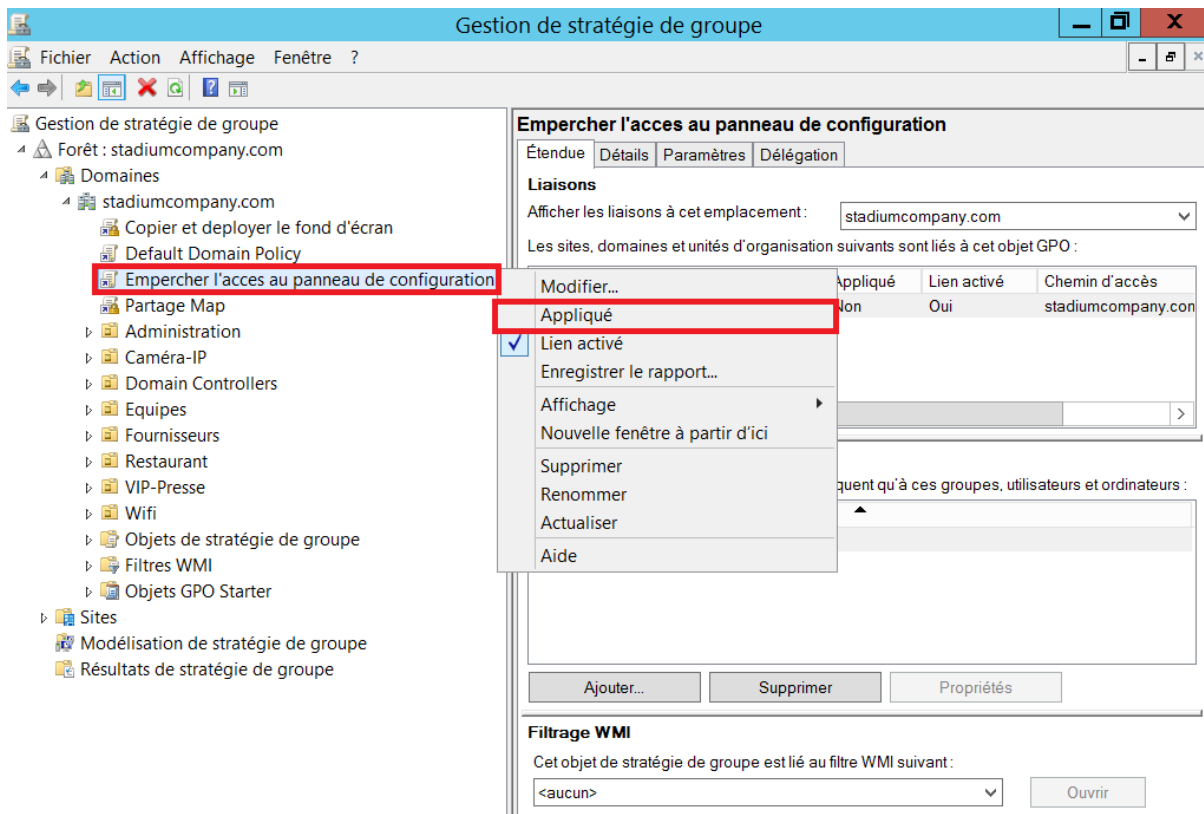 Gestion de stratégie de groupe
Fichier Action Affichage Fenêtre ?
Gestion de stratégie de groupe
Forêt : stadiumcompany.com
Domaines
stadiumcompany.com
Copier et deployer le fond d'écran
Default Domain Policy
Empercher l'acces au panneau de configuration
Partage Map
Administration
Caméra-IP
Domain Controllers
Equipes
Fournisseurs
Restaurant
VIP-Presse
Wifi
Objets de stratégie de groupe
Filtres WMI
Objets GPO Starter
Sites
Modélisation de stratégie de groupe
Résultats de stratégie de groupe
Modifier...
Appliqué
Lien activé
Enregistrer le rapport...
Affichage
Nouvelle fenêtre à partir d'ici
Supprimer
Renommer
Actualiser
Aide
Empercher l'acces au panneau de configuration
Étendue Détails Paramètres Délégation
Liaisons
Afficher les liaisons à cet emplacement : stadiumcompany.com
Les sites, domaines et unités d'organisation suivants sont liés à cet objet GPO :
Appliqué Lien activé Chemin d'accès
Non Oui stadiumcompany.com
qu'à ces groupes, utilisateurs et ordinateurs :
Ajouter... Supprimer Propriétés
Filtrage WMI
Cet objet de stratégie de groupe est lié au filtre WMI suivant :
<aucun> Ouvrir